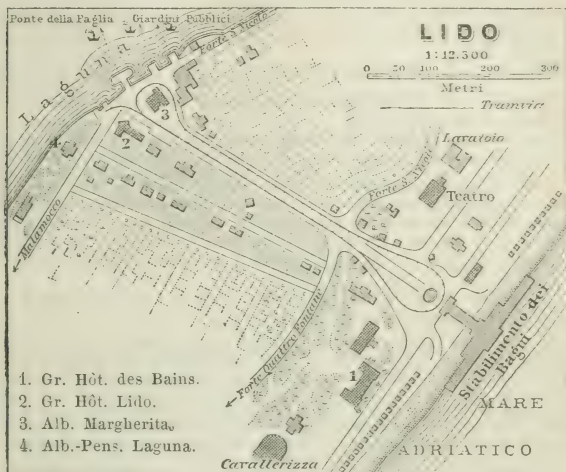 Ponte della Paglia Giardini Pubblici
LIDO
1:12.500
0 50 100 200 300
Metri
Tramvie
Laguna
Forte S. Nicolò
Lavatoio
Forte S. Nicolò
Teatro
Malamocco
Forte Quattro Fontane
Stabilimento dei
Bagni
MARE
ADRIATICO
Cavallerizza
1
2
3
4
1. Gr. Hôt. des Bains.
2. Gr. Hôt. Lido.
3. Alb. Margherita.
4. Alb.-Pens. Laguna.